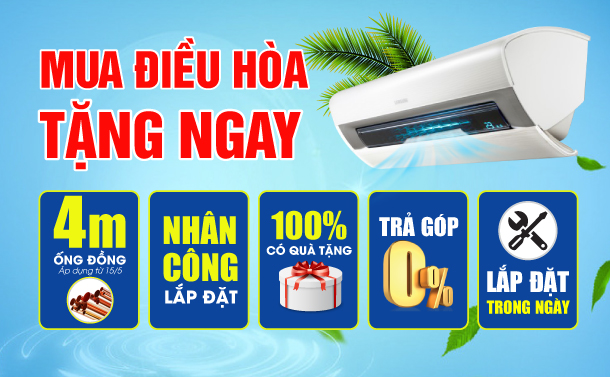 MUA ĐIỀU HÒA
TẶNG NGAY
4m
ỐNG ĐỒNG
Áp dụng từ 15/5
NHÂN
CÔNG
LẮP ĐẶT
100%
CÓ QUÀ TẶNG
TRẢ GÓP
0%
LẮP ĐẶT
TRONG NGÀY